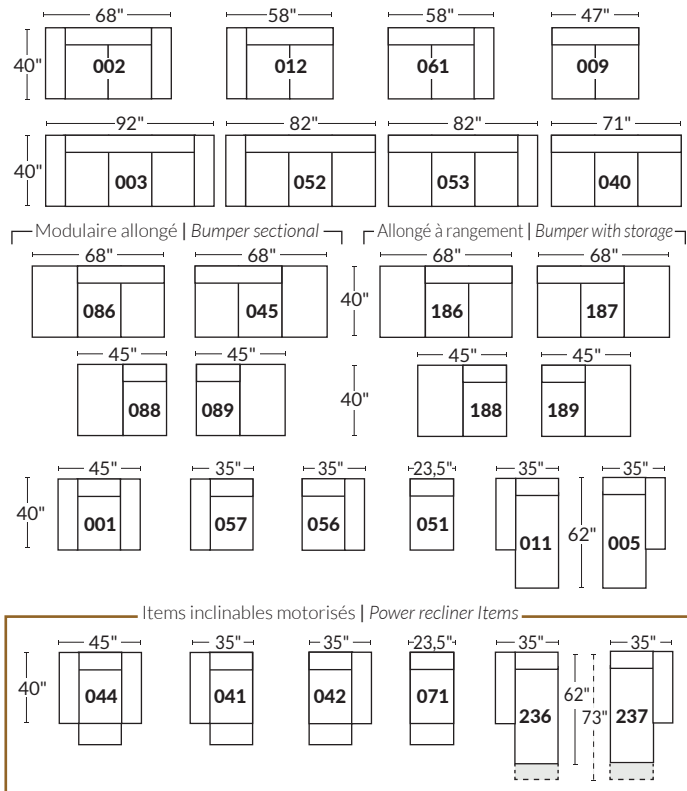 68" 58" 58" 47"
40" 002 012 061 009
92" 82" 82" 71"
40" 003 052 053 040
Modulaire allongé | Bumper sectional Allongé à rangement | Bumper with storage
68" 68" 68" 68"
086 045 40" 186 187
45" 45" 45" 45"
088 089 40" 188 189
45" 35" 35" 23,5" 35" 35"
40" 001 057 056 051 011 62" 005
Items inclinables motorisés | Power recliner Items
45" 35" 35" 23,5" 35" 35"
40" 044 041 042 071 236 62" 73" 237